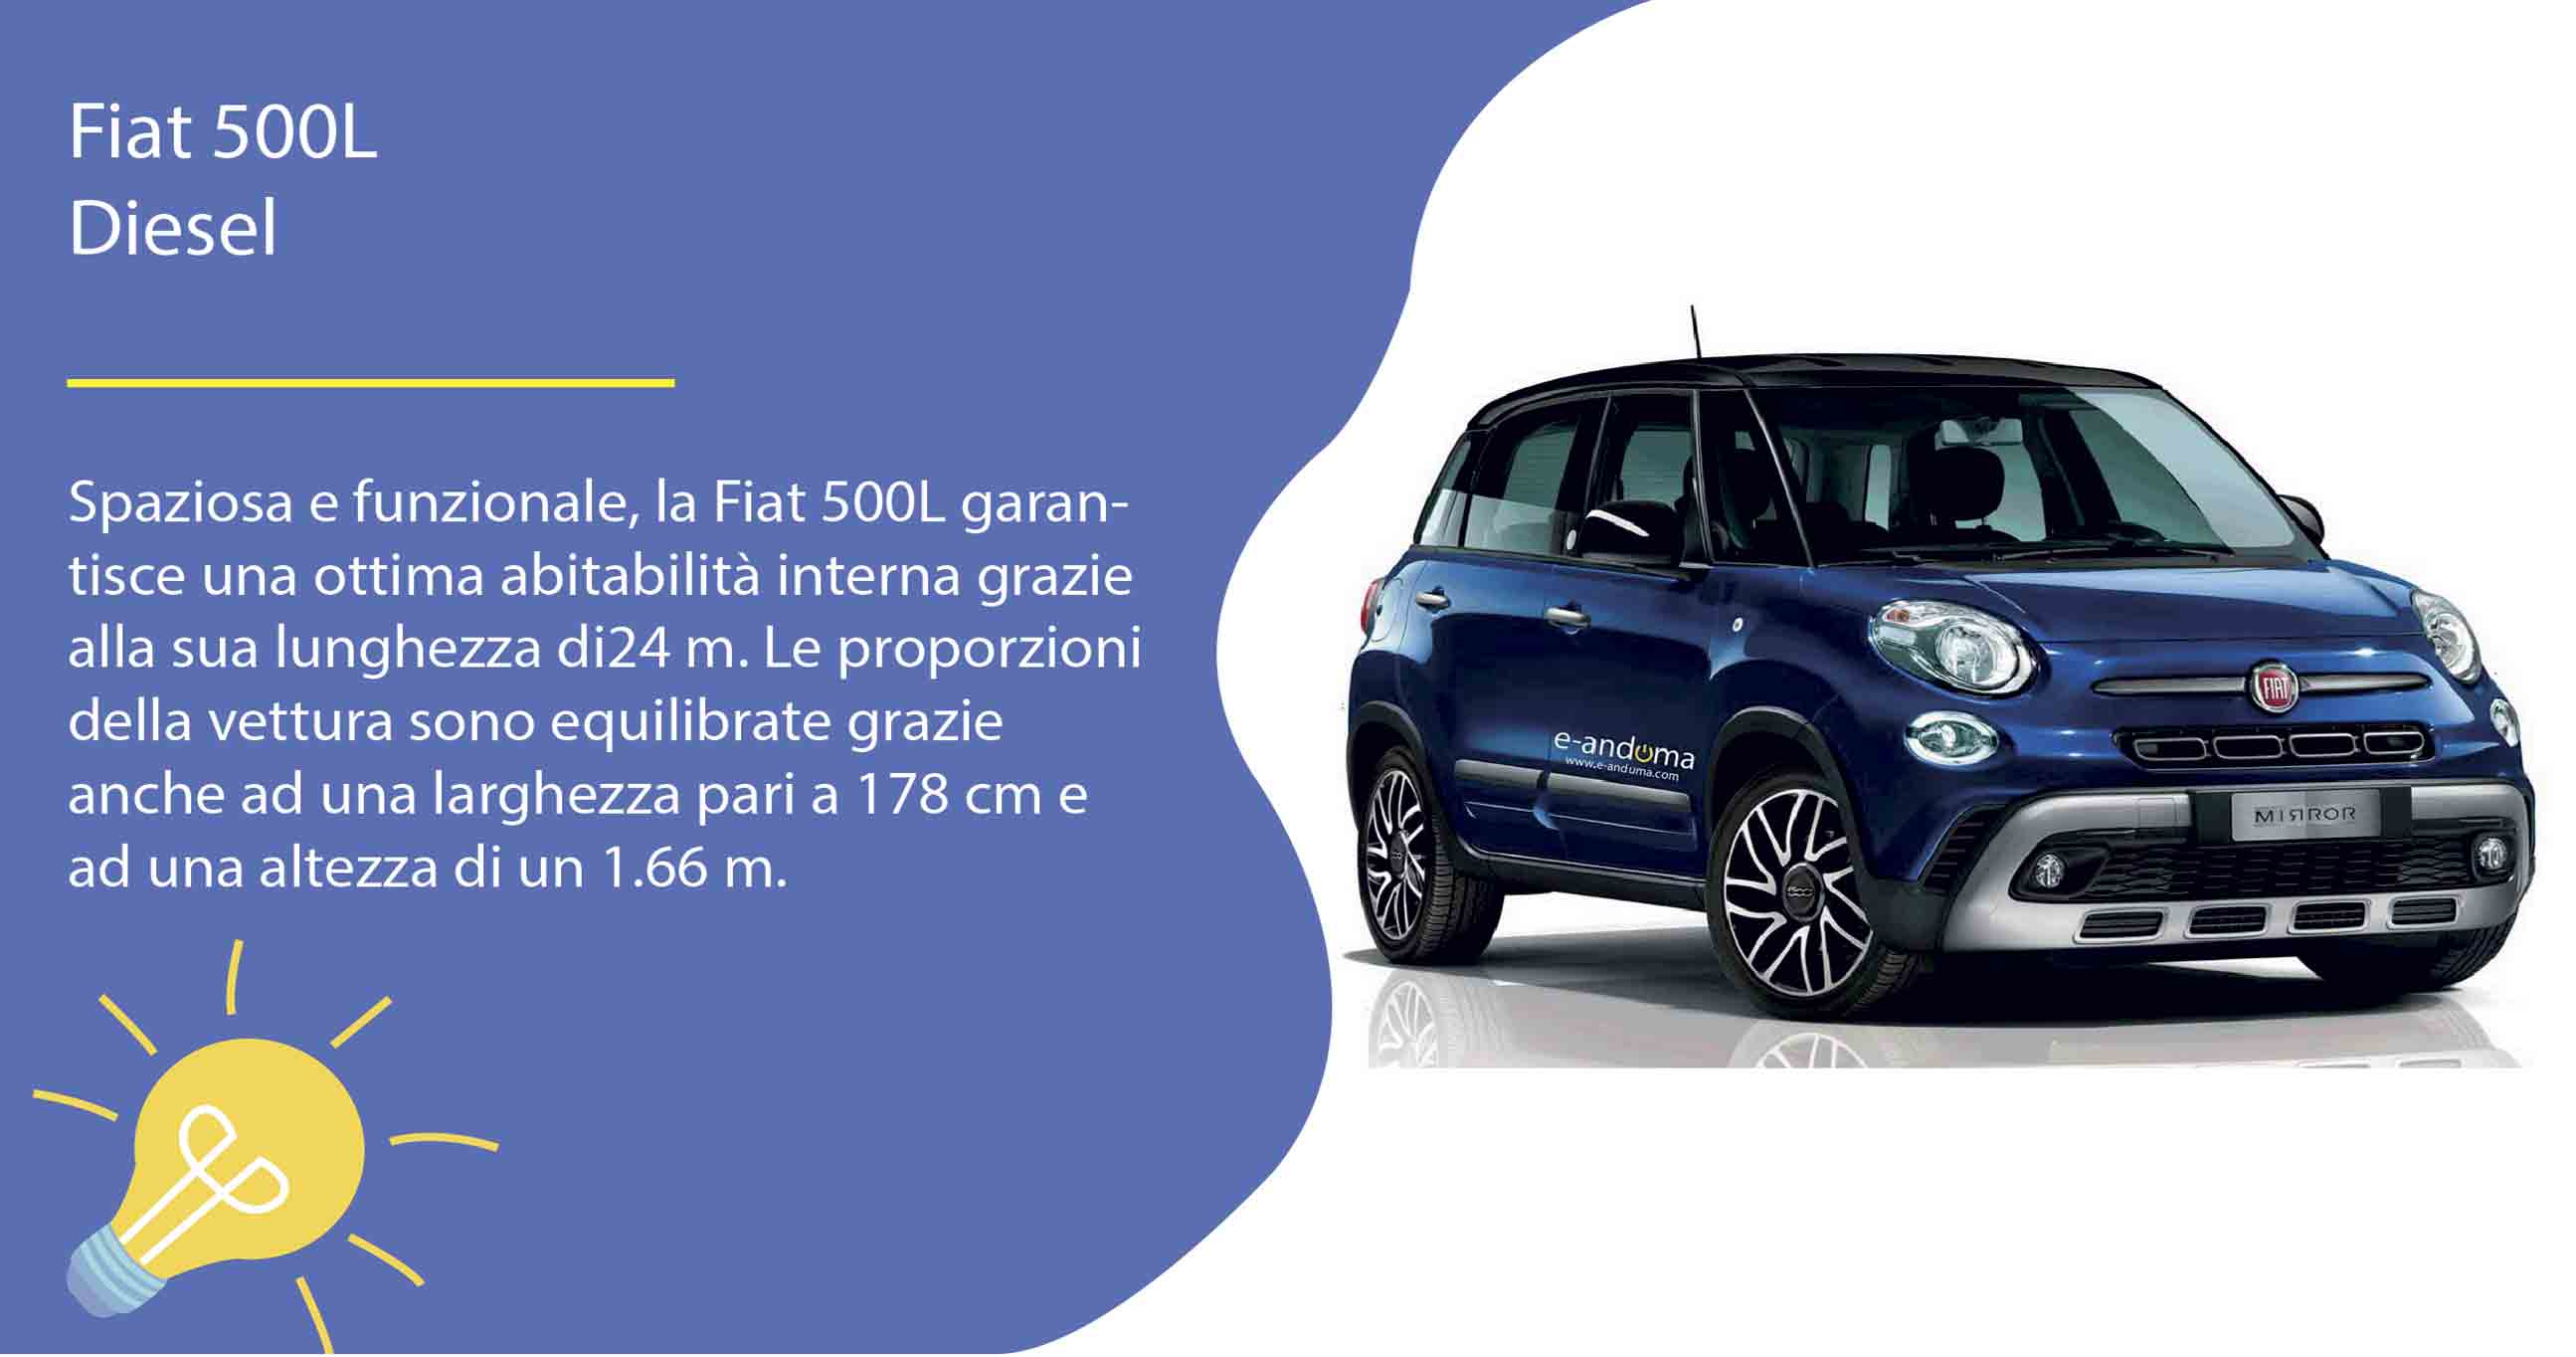 Fiat 500L
Diesel
Spaziosa e funzionale, la Fiat 500L garan-
tisce una ottima abitabilità interna grazie
alla sua lunghezza di24 m. Le proporzioni
della vettura sono equilibrate grazie
anche ad una larghezza pari a 178 cm e
ad una altezza di un 1.66 m.
e-anduma
www.e-anduma.com
FIAT
MIRROR
500